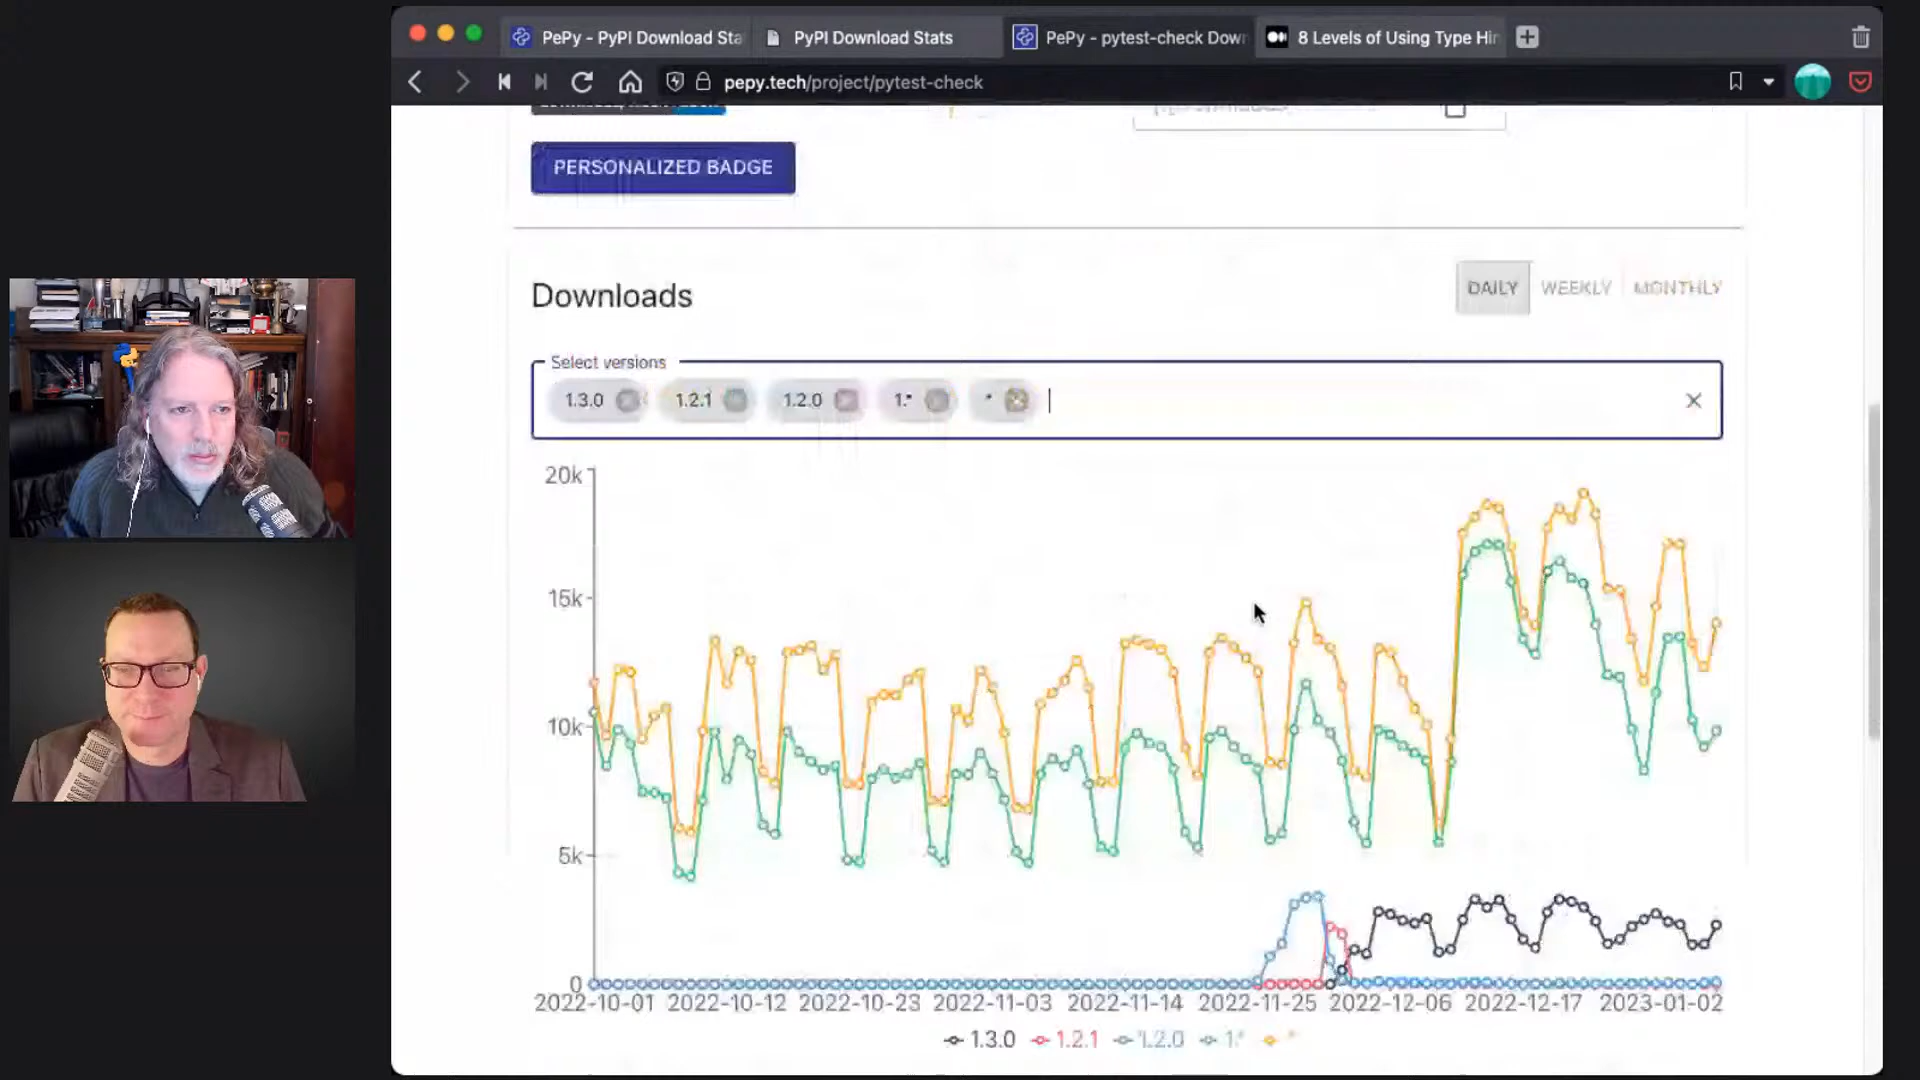 PePy - PyPI Download Sta
PyPI Download Stats
PePy - pytest-check Down
8 Levels of Using Type Hin
pepy.tech/project/pytest-check
PERSONALIZED BADGE
Downloads
DAILY
WEEKLY
MONTHLY
Select versions
1.3.0
1.2.1
1.2.0
1.*
*
20k
15k
10k
5k
0
2022-10-01 2022-10-12 2022-10-23 2022-11-03 2022-11-14 2022-11-25 2022-12-06 2022-12-17 2023-01-02
1.3.0 1.2.1 1.2.0 1.* *